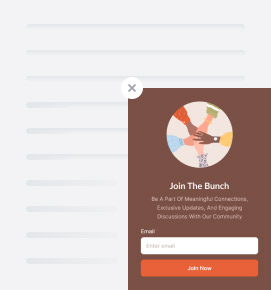 Join The Bunch
Be A Part Of Meaningful Connections,
Exclusive Updates, And Engaging
Discussions With Our Community
Email
Enter email
Join Now